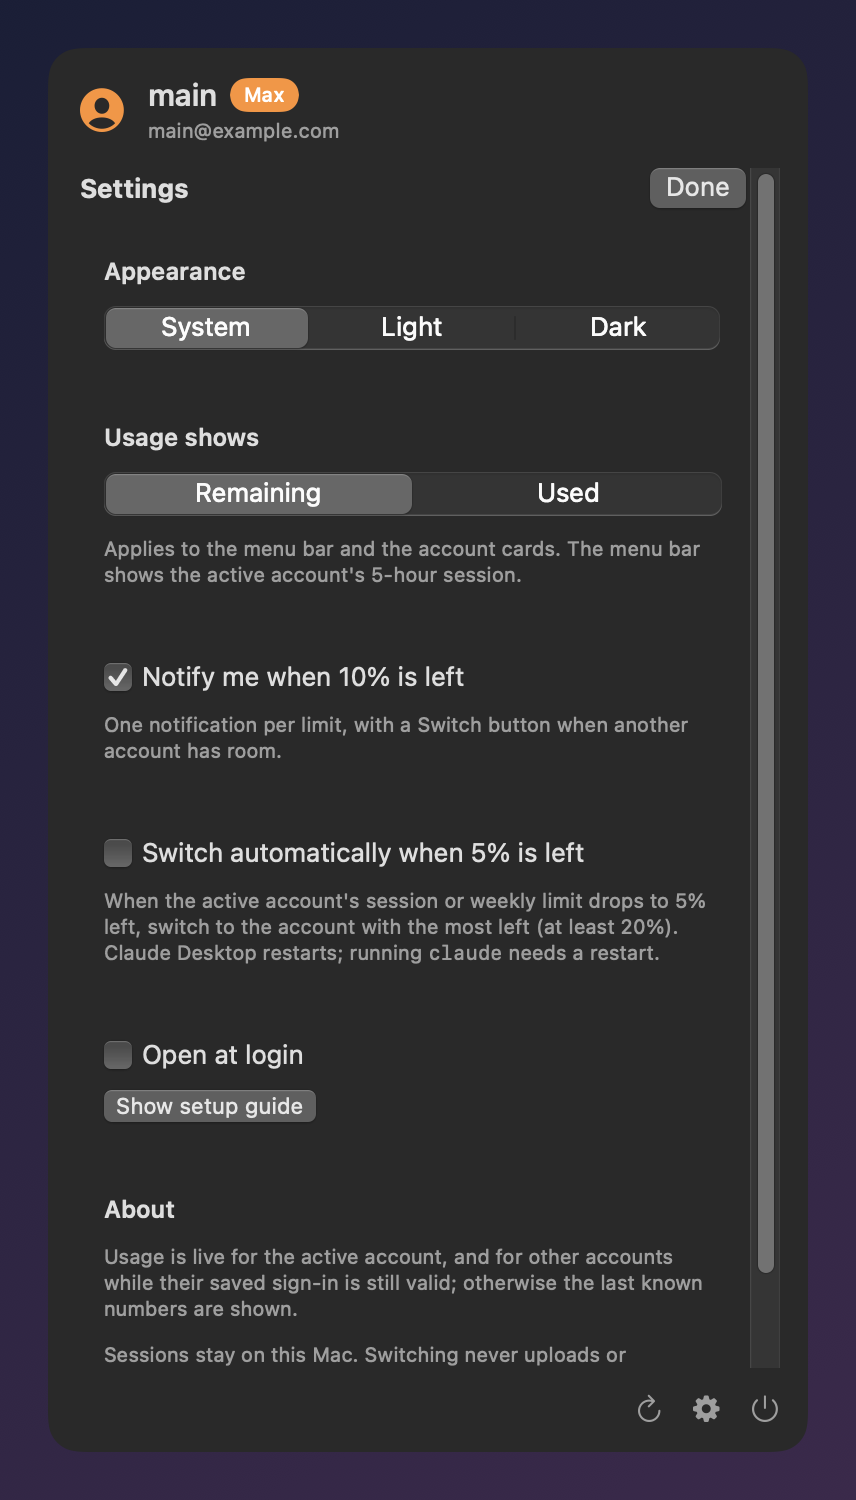 main Max
main@example.com
Settings
Done
Appearance
System Light Dark
Usage shows
Remaining Used
Applies to the menu bar and the account cards. The menu bar
shows the active account's 5-hour session.
Notify me when 10% is left
One notification per limit, with a Switch button when another
account has room.
Switch automatically when 5% is left
When the active account's session or weekly limit drops to 5%
left, switch to the account with the most left (at least 20%).
Claude Desktop restarts; running claude needs a restart.
Open at login
Show setup guide
About
Usage is live for the active account, and for other accounts
while their saved sign-in is still valid; otherwise the last known
numbers are shown.
Sessions stay on this Mac. Switching never uploads or